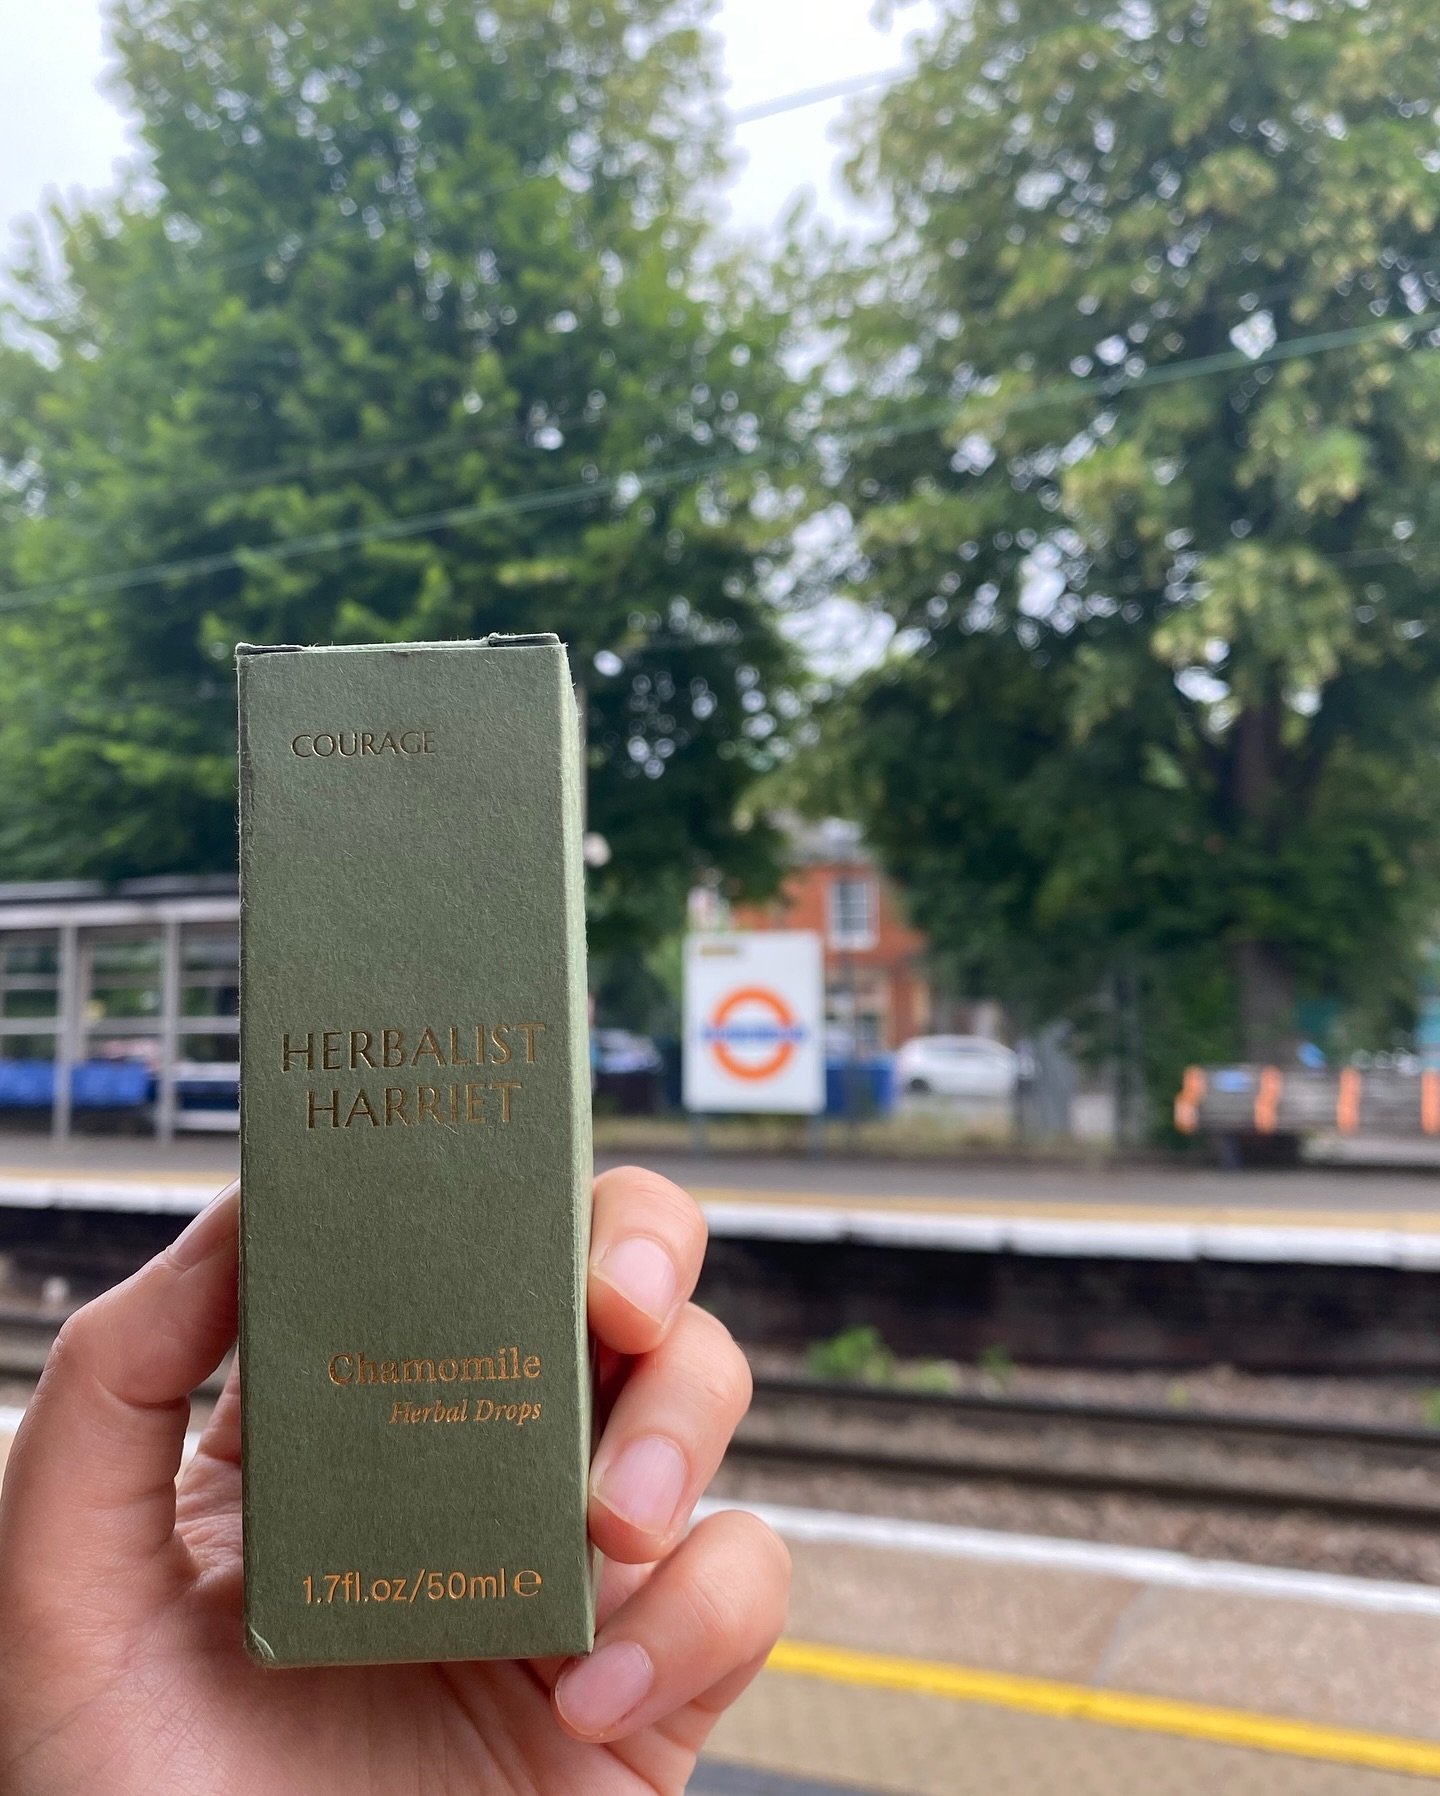 COURAGE
HERBALIST
HARRIET
Chamomile
Herbal Drops
1.7fl.oz/50ml ℮